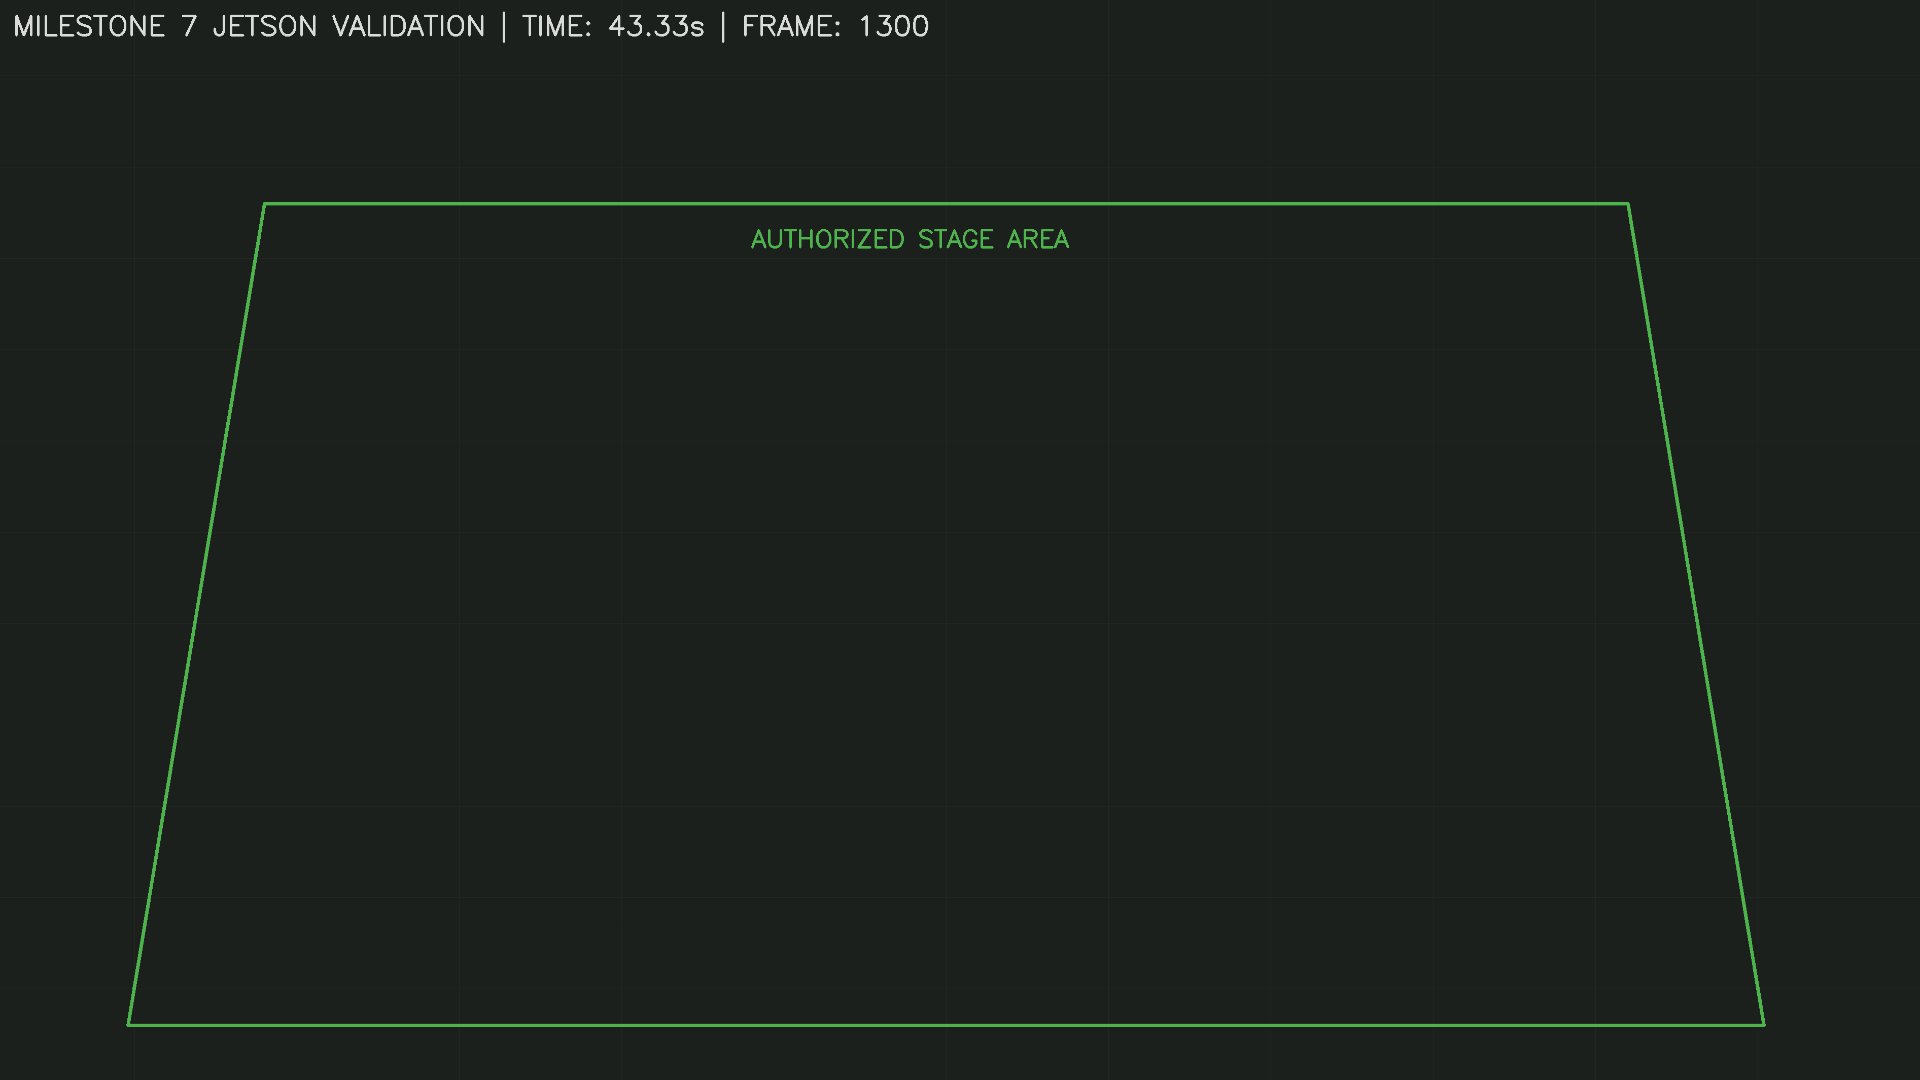 MILESTONE 7 JETSON VALIDATION | TIME: 43.33s | FRAME: 1300
AUTHORIZED STAGE AREA